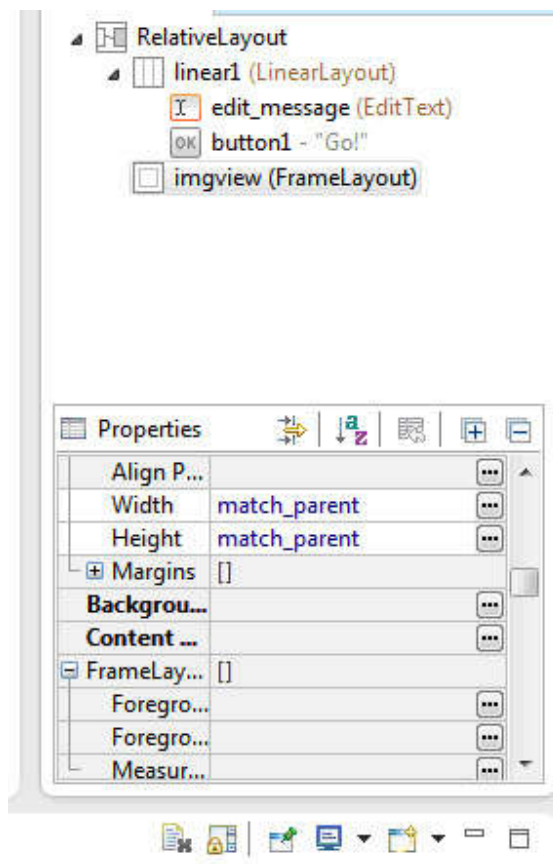 RelativeLayout
linear1 (LinearLayout)
edit_message (EditText)
OK button1 - "Go!"
imgview (FrameLayout)
Properties
Align P...
Width match_parent
Height match_parent
Margins []
Backgrou...
Content ...
FrameLay... []
Foregro...
Foregro...
Measur...